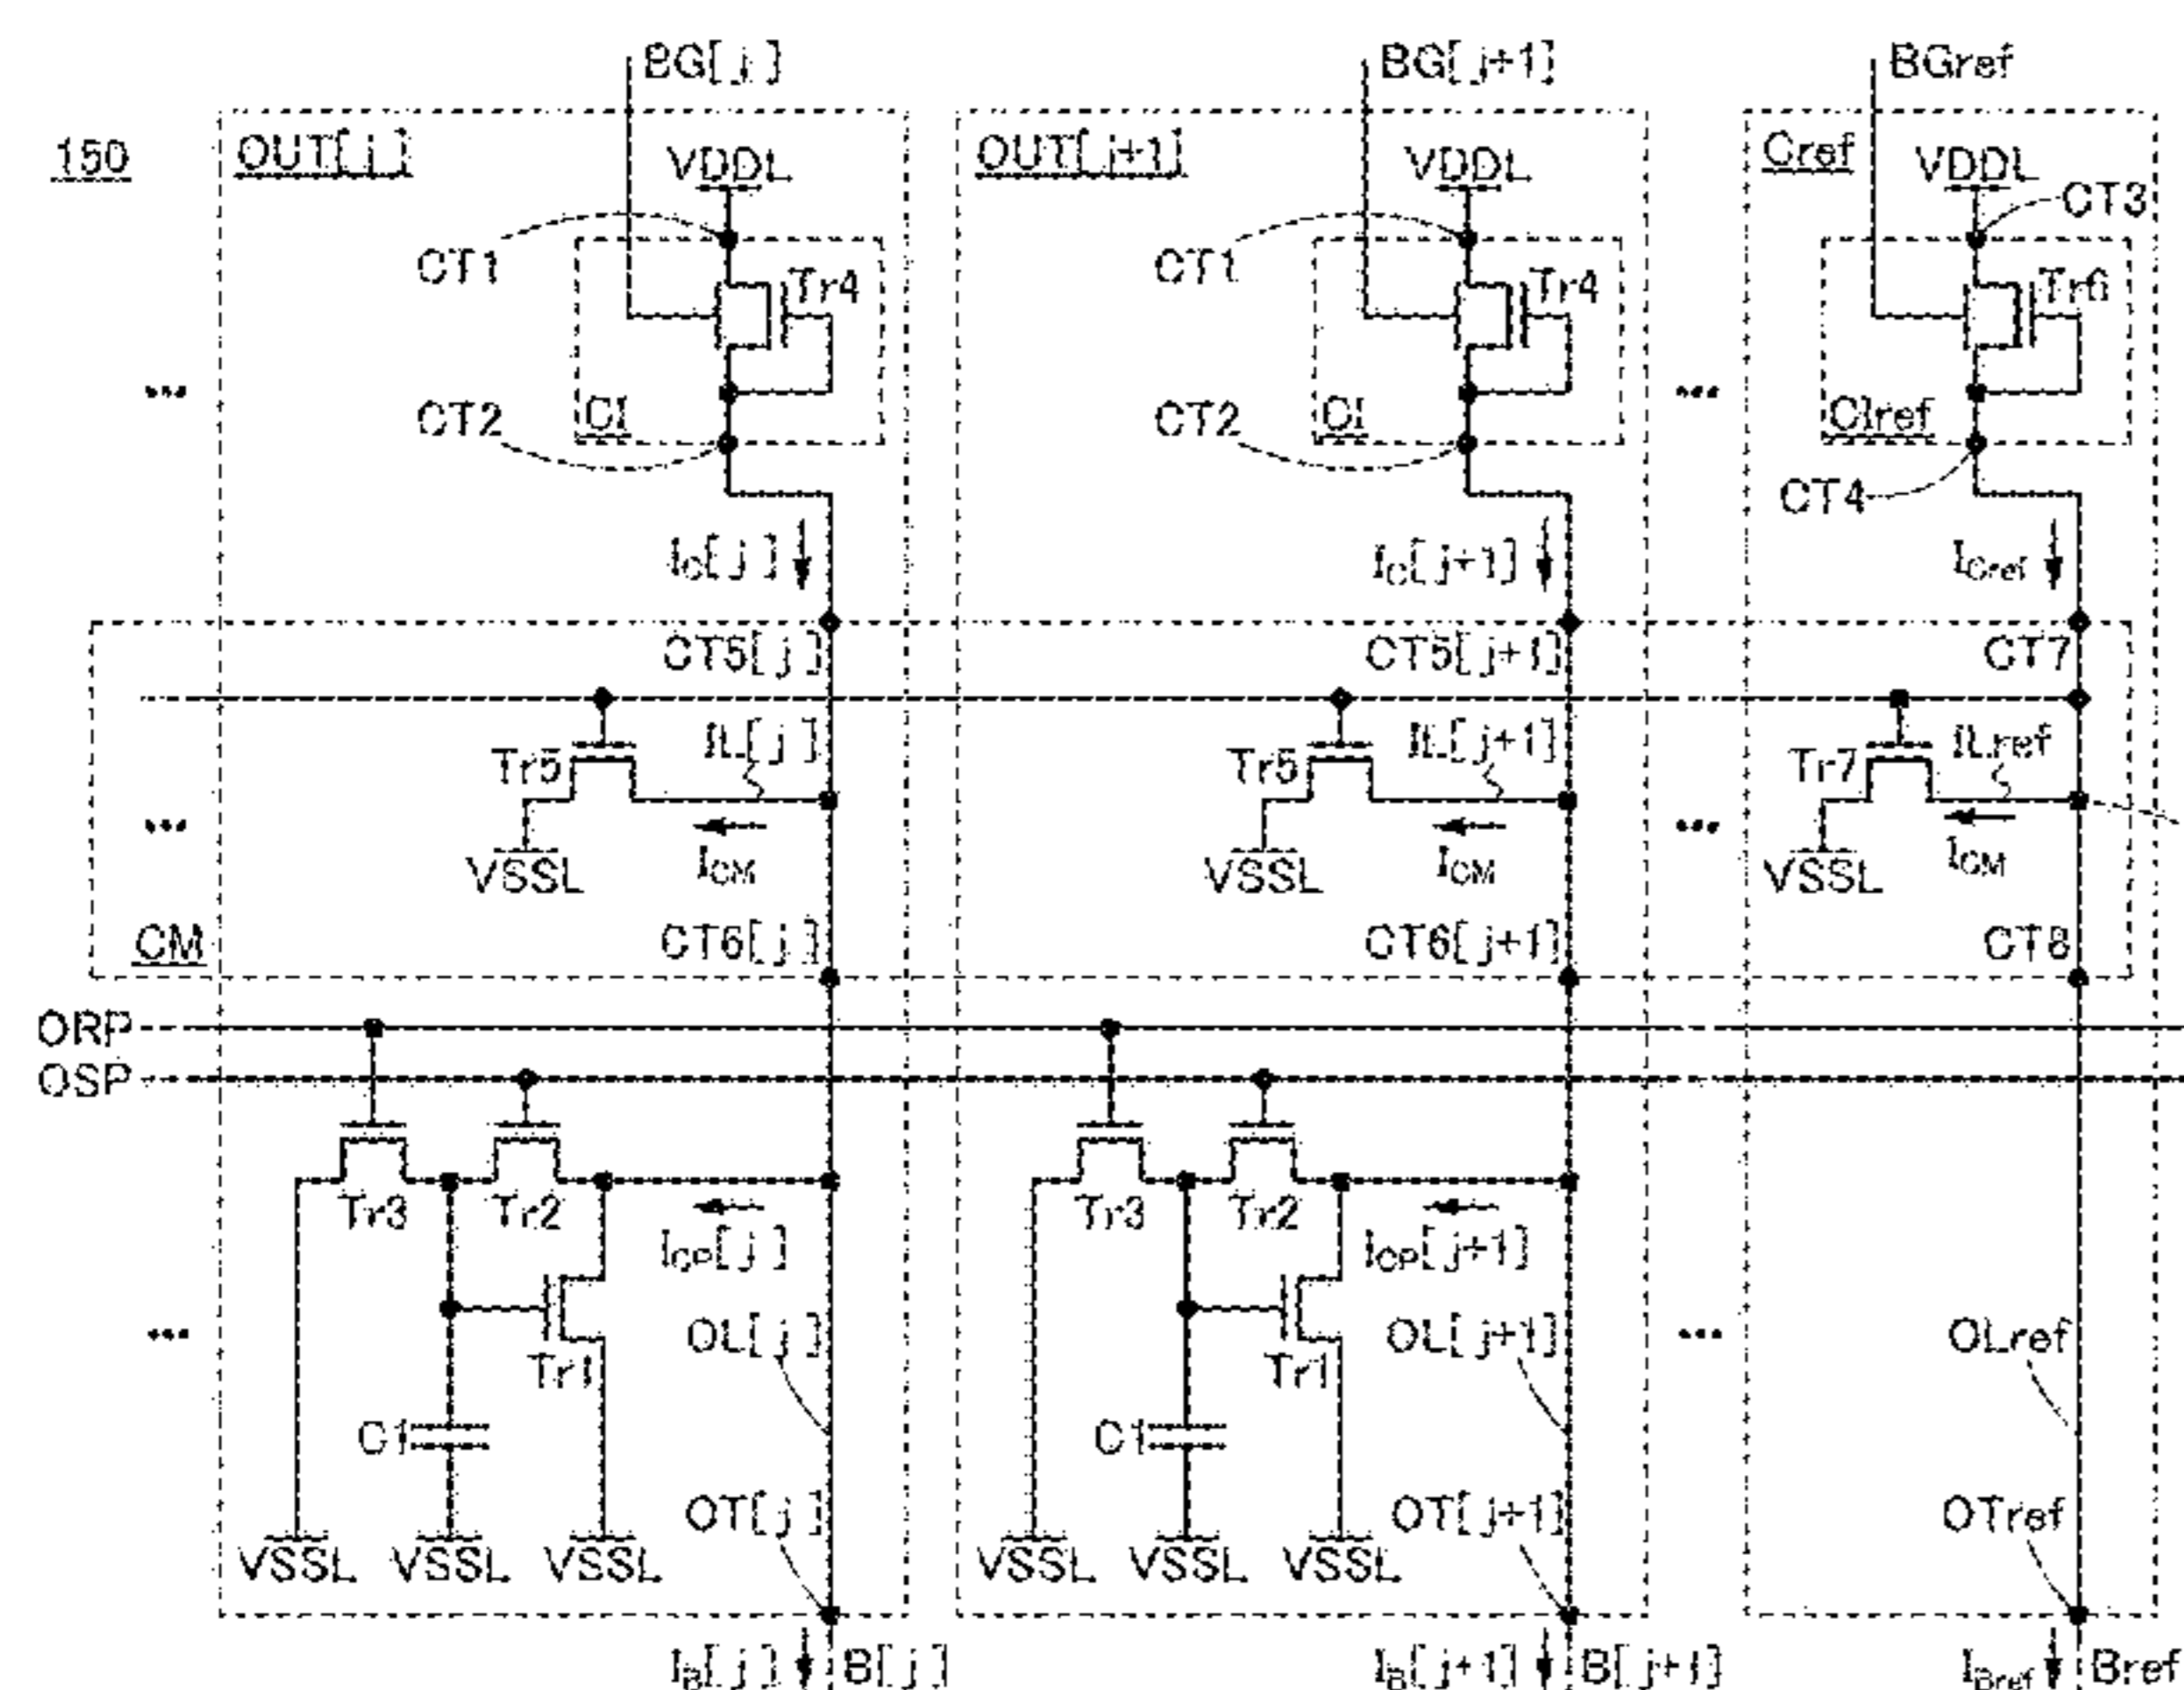 BG[j] BG[j+1] BGref
150 OUT[j] OUT[j+1] Cref
VDDL VDDL VDDL
CT3
CT1 Tr4 CT1 Tr4 Tr6
... CT2 CI CT2 CI ... CIref
CT4
IC[j] IC[j+1] ICref
CT5[j] CT5[j+1] CT7
Tr5 IL[j] Tr5 IL[j+1] Tr7 ILref
... ...
VSSL ICM VSSL ICM VSSL ICM
CM CT6[j] CT6[j+1] CT8
ORP
OSP
Tr3 Tr2 Tr3 Tr2
ICP[j] ICP[j+1]
... Tr1 OL[j] Tr1 OL[j+1] ... OLref
C1 C1
OT[j] OT[j+1] OTref
VSSL VSSL VSSL VSSL VSSL VSSL
IB[j] B[j] IB[j+1] B[j+1] IBref Bref